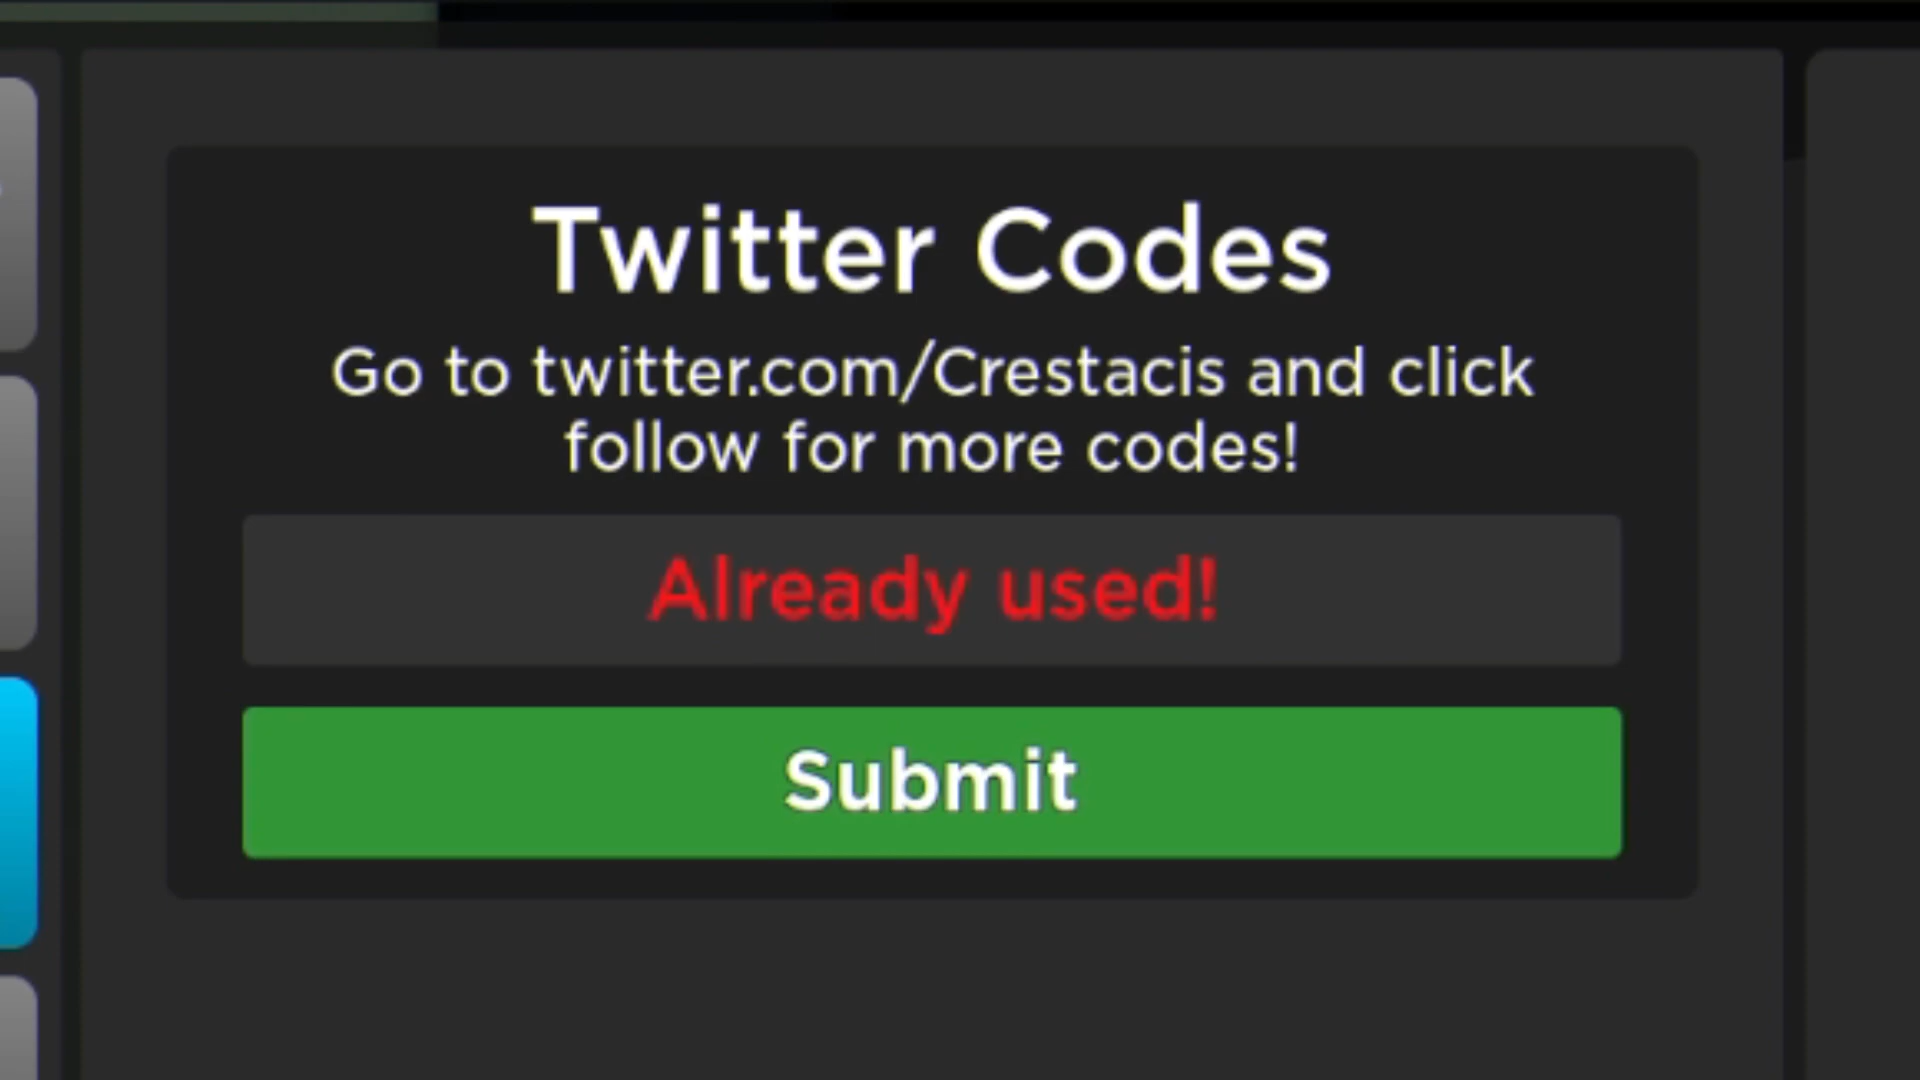 Twitter Codes
Go to twitter.com/Crestacis and click
follow for more codes!
Already used!
Submit